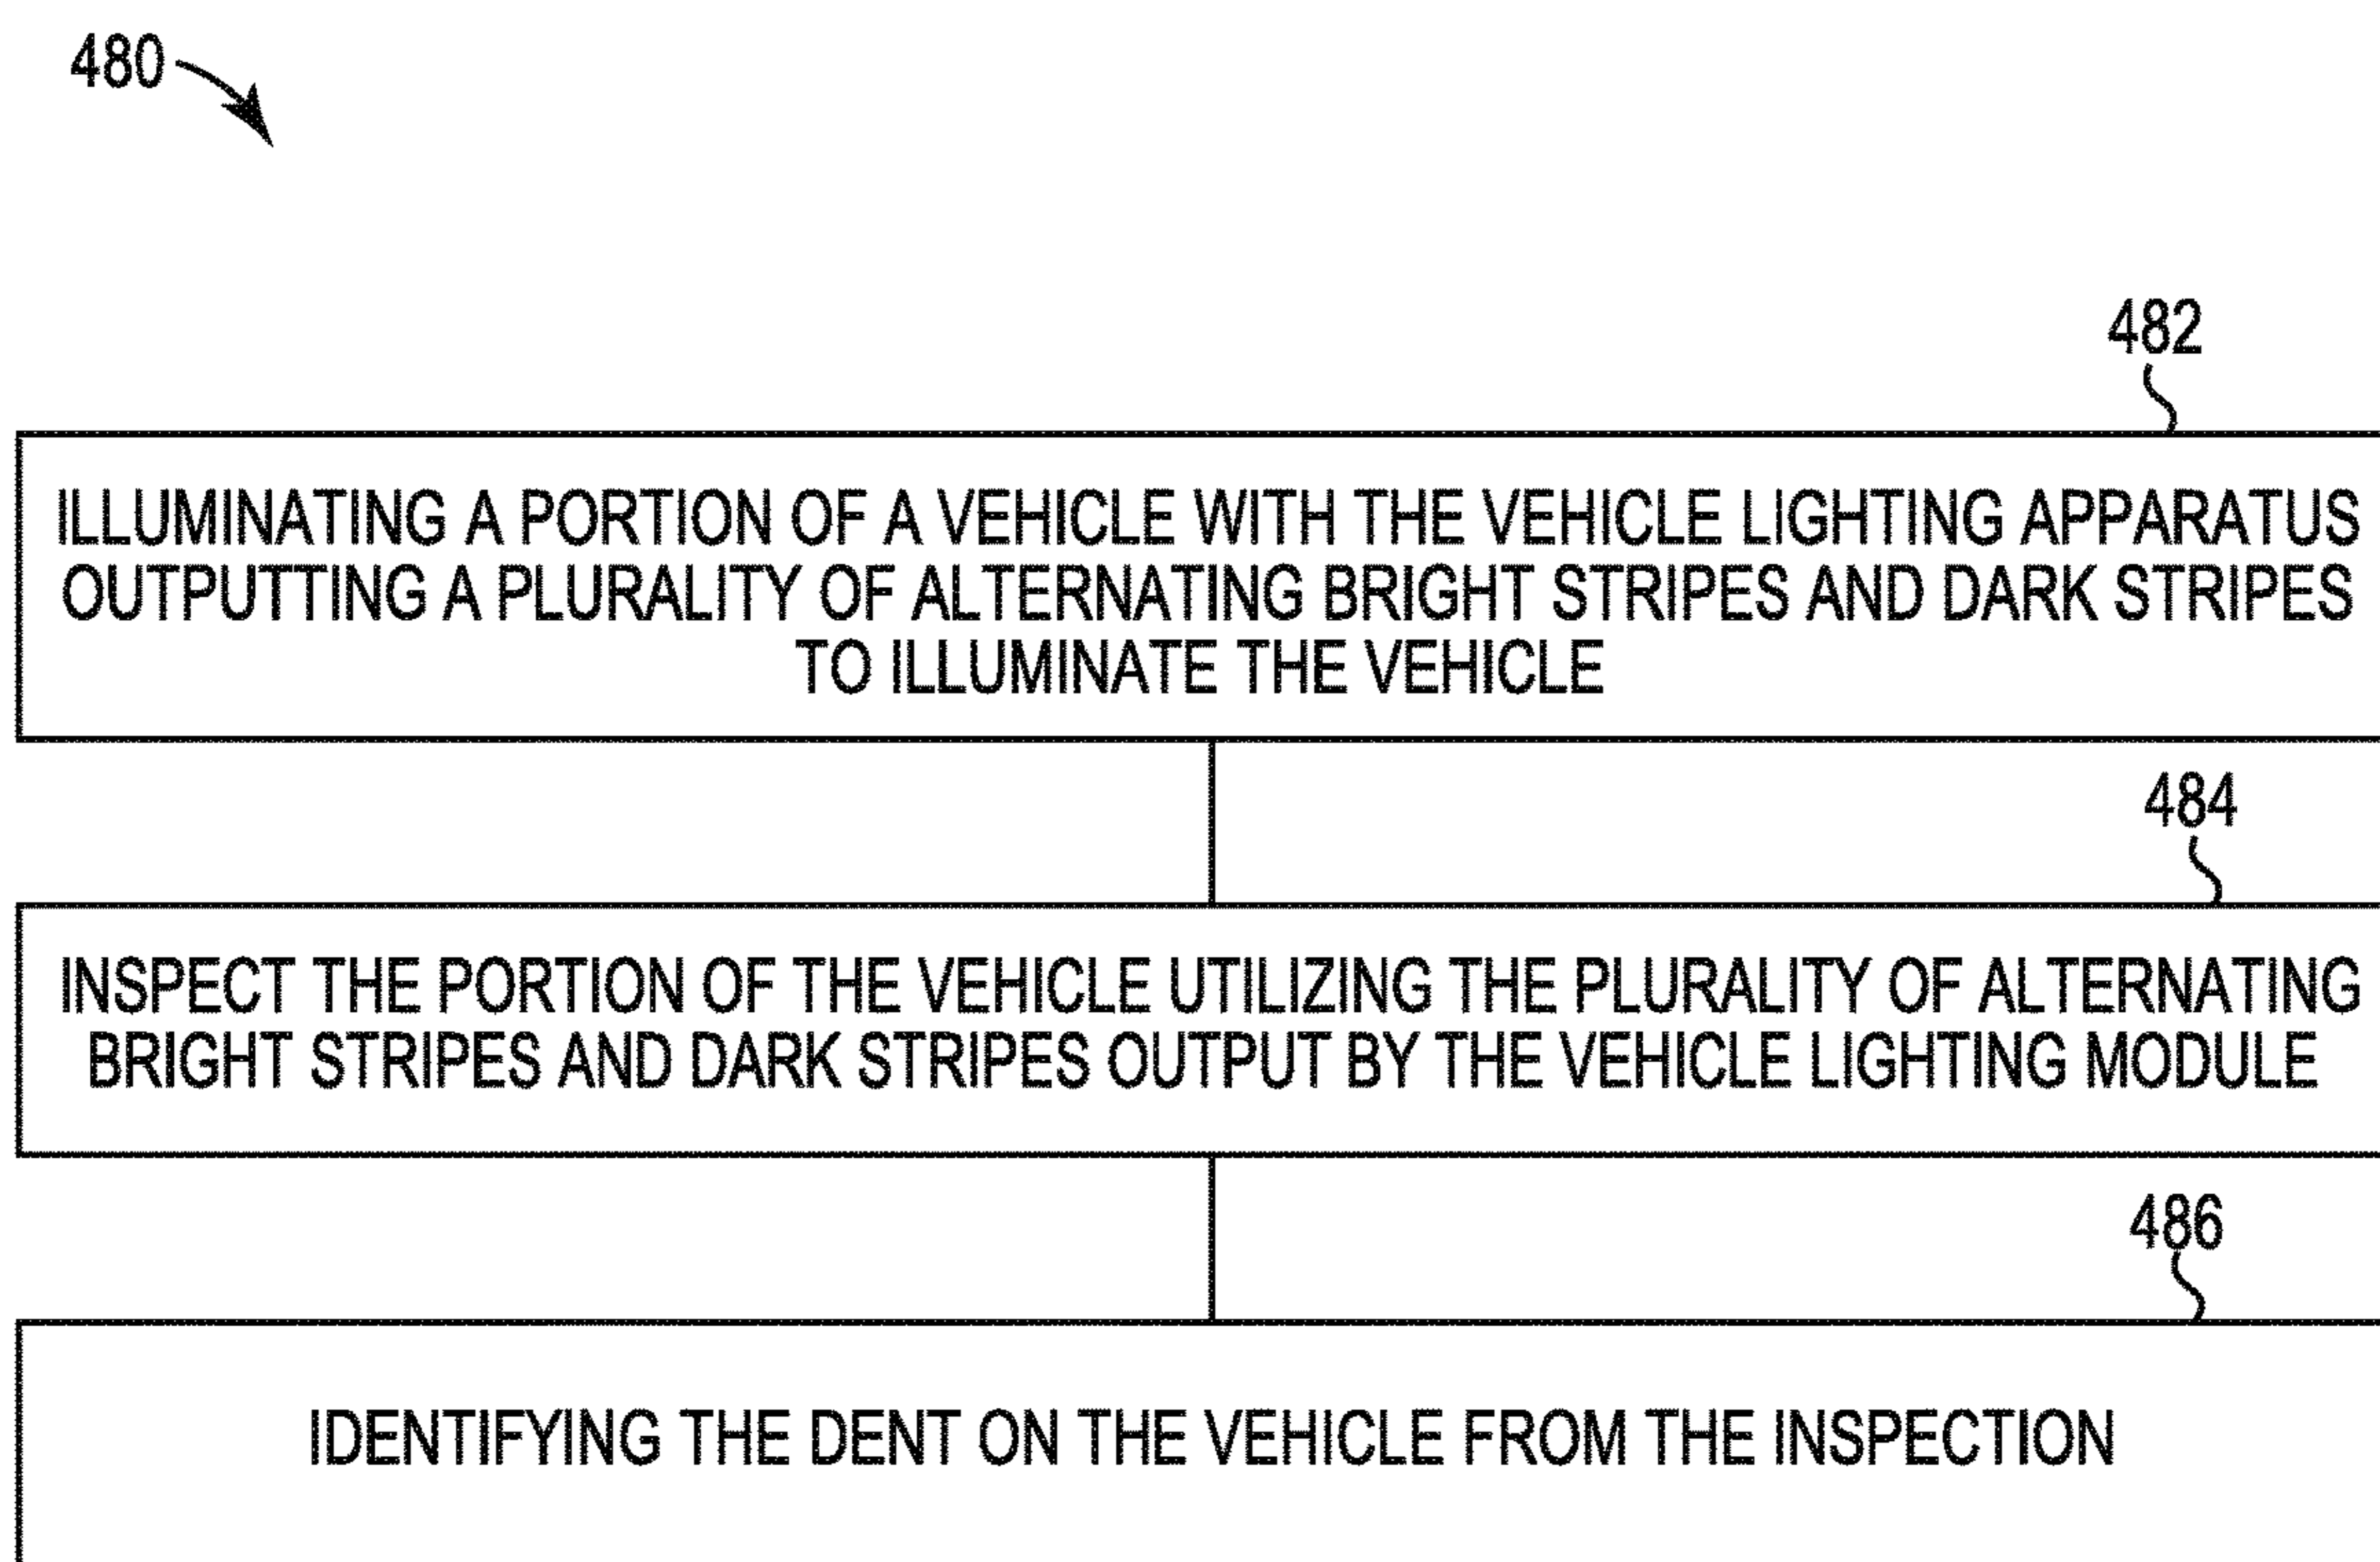 480
482
ILLUMINATING A PORTION OF A VEHICLE WITH THE VEHICLE LIGHTING APPARATUS
OUTPUTTING A PLURALITY OF ALTERNATING BRIGHT STRIPES AND DARK STRIPES
TO ILLUMINATE THE VEHICLE
484
INSPECT THE PORTION OF THE VEHICLE UTILIZING THE PLURALITY OF ALTERNATING
BRIGHT STRIPES AND DARK STRIPES OUTPUT BY THE VEHICLE LIGHTING MODULE
486
IDENTIFYING THE DENT ON THE VEHICLE FROM THE INSPECTION